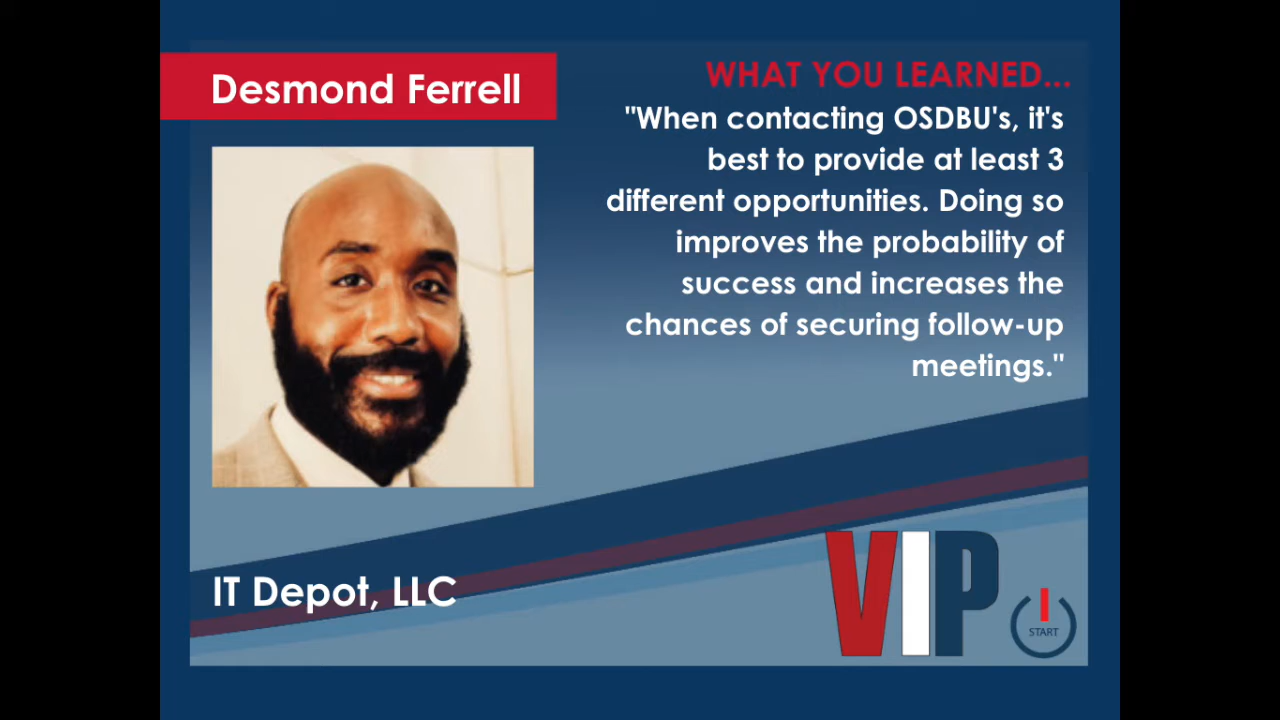 Desmond Ferrell
WHAT YOU LEARNED...
"When contacting OSDBU's, it's
best to provide at least 3
different opportunities. Doing so
improves the probability of
success and increases the
chances of securing follow-up
meetings."
IT Depot, LLC
VIP
START